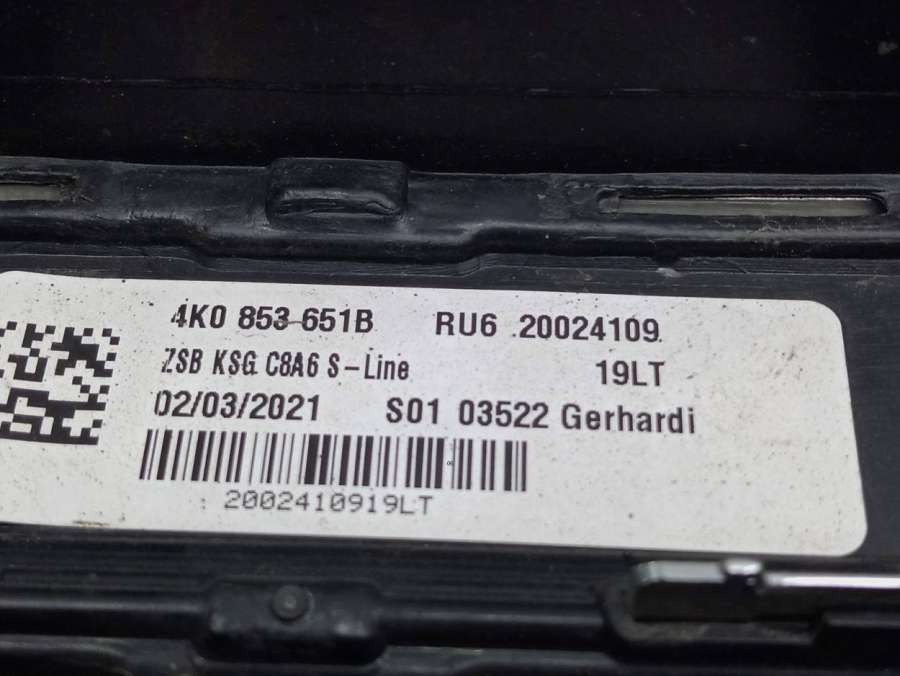 4K0 853 651B RU6 20024109
ZSB KSG C8A6 S-Line 19LT
02/03/2021 S01 03522 Gerhardi
2002410919LT